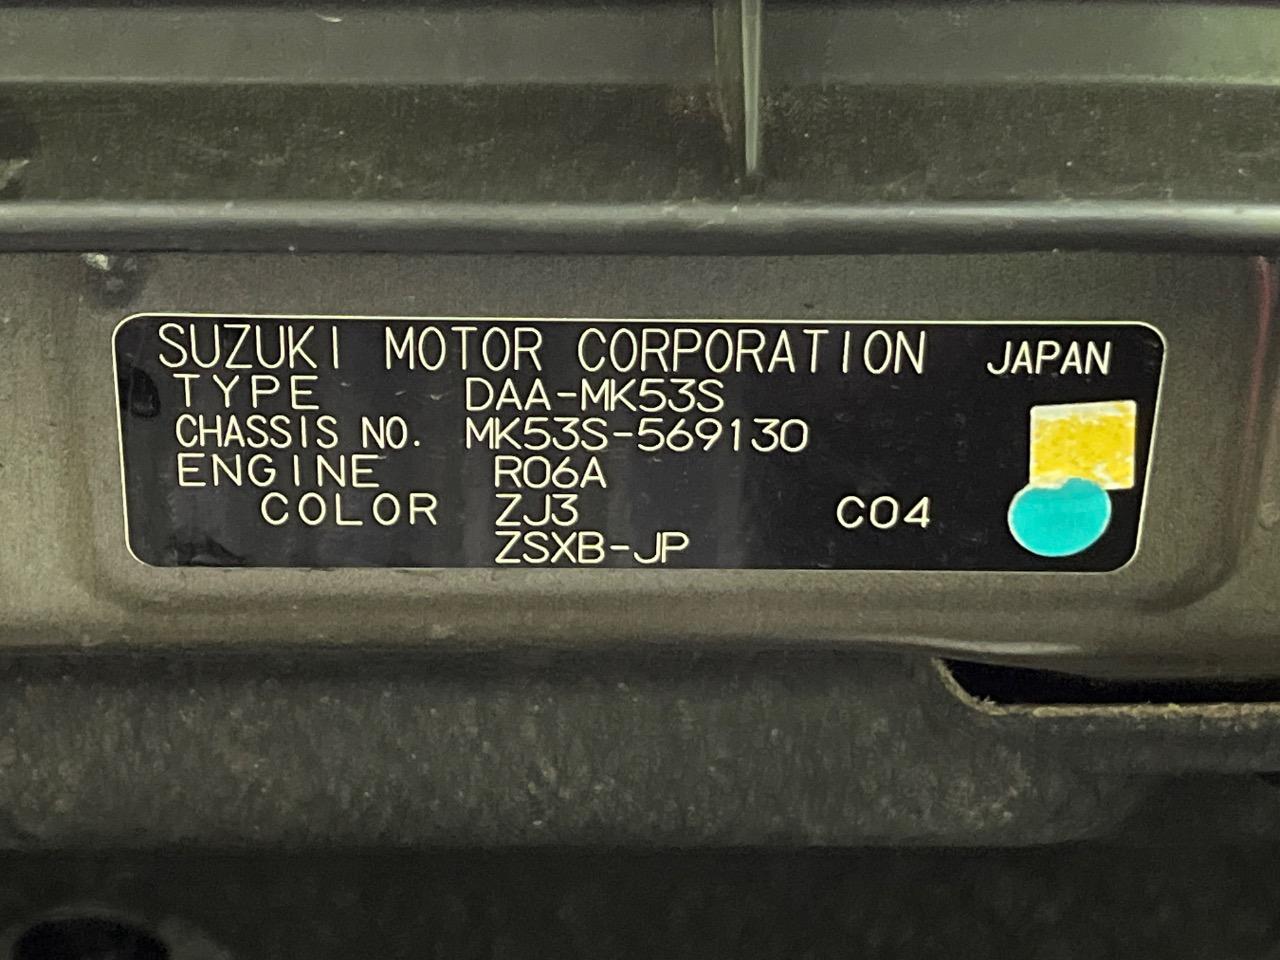 SUZUKI MOTOR CORPORATION JAPAN
TYPE DAA-MK53S
CHASSIS NO. MK53S-569130
ENGINE R06A
COLOR ZJ3 C04
ZSXB-JP